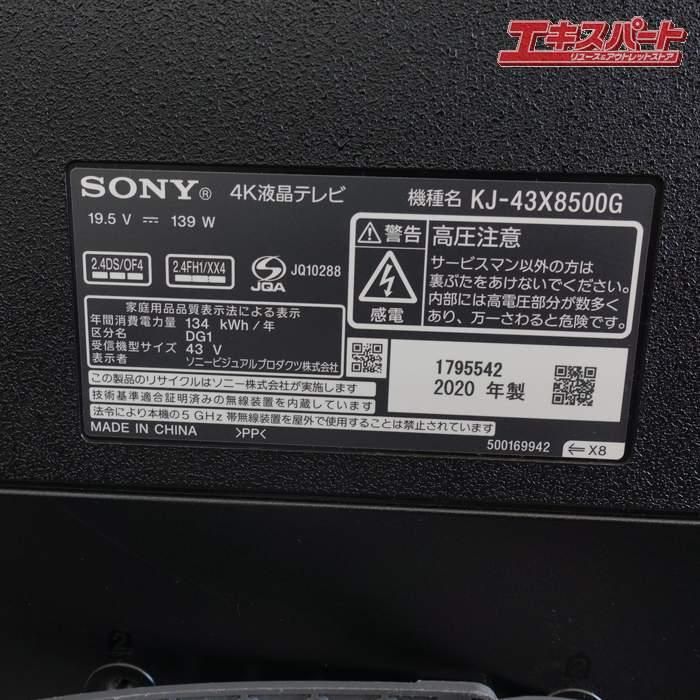 エキスパート
リユース&アウトレットストア
SONY® 4K液晶テレビ 機種名 KJ-43X8500G
19.5 V ⎓ 139 W
2.4DS/OF4 2.4FH1/XX4 JQA JQ10288
家庭用品品質表示法による表示
年間消費電力量 134 kWh/年
区分名 DG1
受信機型サイズ 43 V
表示者 ソニービジュアルプロダクツ株式会社
この製品のリサイクルはソニー株式会社が実施します
技術基準適合証明済みの無線装置を内蔵しています
法令により本機の5 GHz 帯無線装置を屋外で使用することは禁止されています
MADE IN CHINA >PP<
警告
感電
高圧注意
サービスマン以外の方は
裏ぶたをあけないでください。
内部には高電圧部分が数多く
あり、万一さわると危険です。
1795542
2020 年製
500169942 ⇐ X8
2
2